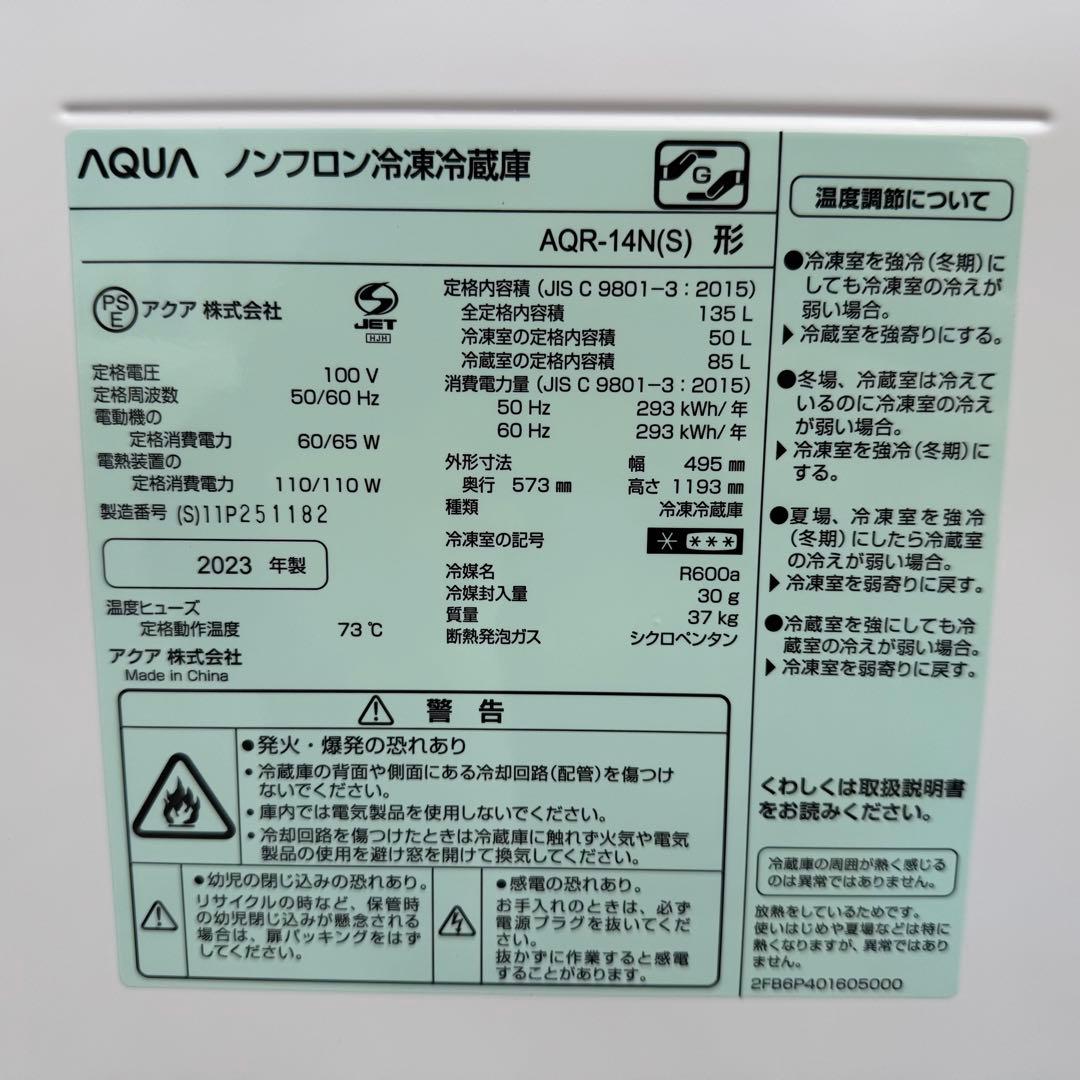 AQUA ノンフロン冷凍冷蔵庫
G
AQR-14N(S) 形
PSE アクア 株式会社
S JET
HJH
定格電圧 100 V
定格周波数 50/60 Hz
電動機の
定格消費電力 60/65 W
電熱装置の
定格消費電力 110/110 W
製造番号 (S)11P251182
2023 年製
温度ヒューズ
定格動作温度 73 ℃
アクア 株式会社
Made in China
定格内容積 (JIS C 9801-3 : 2015)
全定格内容積 135 L
冷凍室の定格内容積 50 L
冷蔵室の定格内容積 85 L
消費電力量 (JIS C 9801-3 : 2015)
50 Hz 293 kWh/年
60 Hz 293 kWh/年
外形寸法 幅 495 ㎜
奥行 573 ㎜ 高さ 1193 ㎜
種類 冷凍冷蔵庫
冷凍室の記号 * ***
冷媒名 R600a
冷媒封入量 30 g
質量 37 kg
断熱発泡ガス シクロペンタン
警 告
●発火・爆発の恐れあり
・冷蔵庫の背面や側面にある冷却回路(配管)を傷つけ
ないでください。
・庫内では電気製品を使用しないでください。
・冷却回路を傷つけたときは冷蔵庫に触れず火気や電気
製品の使用を避け窓を開けて換気してください。
●幼児の閉じ込みの恐れあり。
リサイクルの時など、保管時
の幼児閉じ込みが懸念される
場合は、扉パッキングをはず
してください。
●感電の恐れあり。
お手入れのときは、必ず
電源プラグを抜いてくだ
さい。
抜かずに作業すると感電
することがあります。
温度調節について
●冷凍室を強冷(冬期)に
しても冷凍室の冷えが
弱い場合。
▶冷蔵室を強寄りにする。
●冬場、冷蔵室は冷えて
いるのに冷凍室の冷え
が弱い場合。
▶冷凍室を強冷(冬期)に
する。
●夏場、冷凍室を強冷
(冬期)にしたら冷蔵室
の冷えが弱い場合。
▶冷凍室を弱寄りに戻す。
●冷蔵室を強にしても冷
蔵室の冷えが弱い場合。
▶冷凍室を弱寄りに戻す。
くわしくは取扱説明書
をお読みください。
冷蔵庫の周囲が熱く感じる
のは異常ではありません。
放熱をしているためです。
使いはじめや夏場などは特に
熱くなりますが、異常ではあり
ません。
2FB6P401605000